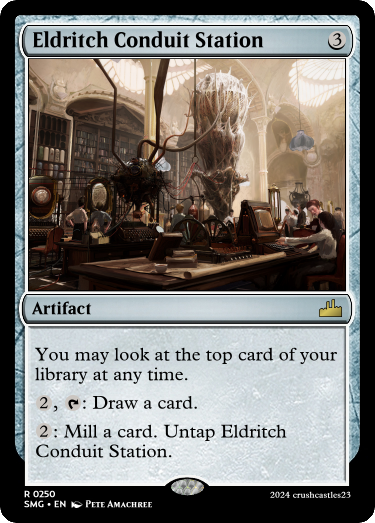 Eldritch Conduit Station 3
Artifact
You may look at the top card of your
library at any time.
2, : Draw a card.
2: Mill a card. Untap Eldritch
Conduit Station.
R 0250
SMG • EN Pete Amachree
2024 crushcastles23